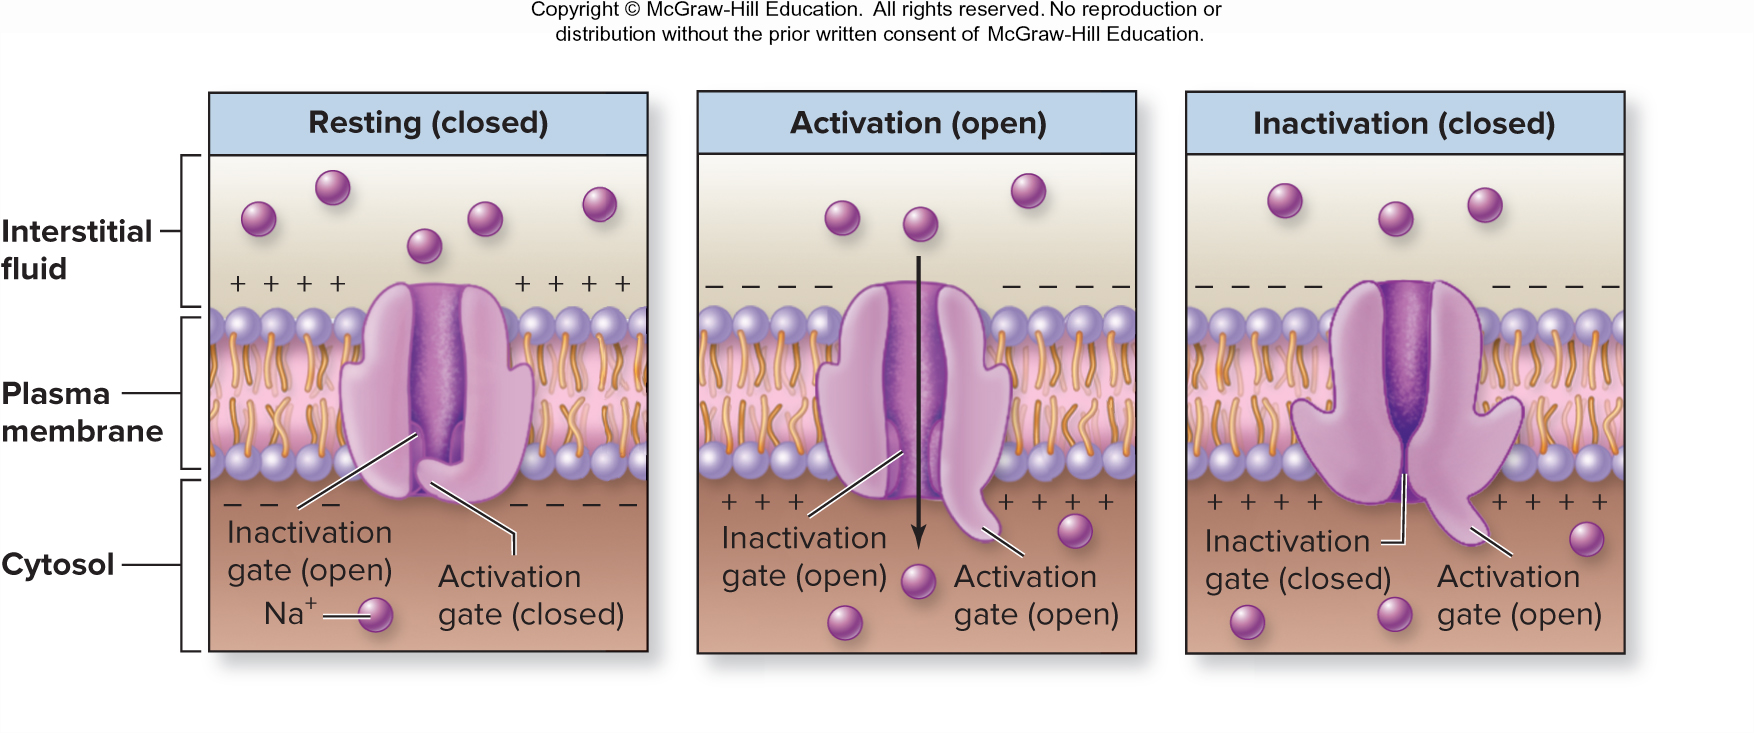 Copyright © McGraw-Hill Education. All rights reserved. No reproduction or
distribution without the prior written consent of McGraw-Hill Education.
Resting (closed)
Activation (open)
Inactivation (closed)
Interstitial
fluid
Plasma
membrane
Cytosol
+ + + +
+ + + +
– – – –
– – – –
Inactivation
gate (open)
Na+
Activation
gate (closed)
– – – –
– – – –
+ + +
+ + + +
Inactivation
gate (open)
Activation
gate (open)
– – – –
– – – –
+ + + +
+ + + +
Inactivation
gate (closed)
Activation
gate (open)